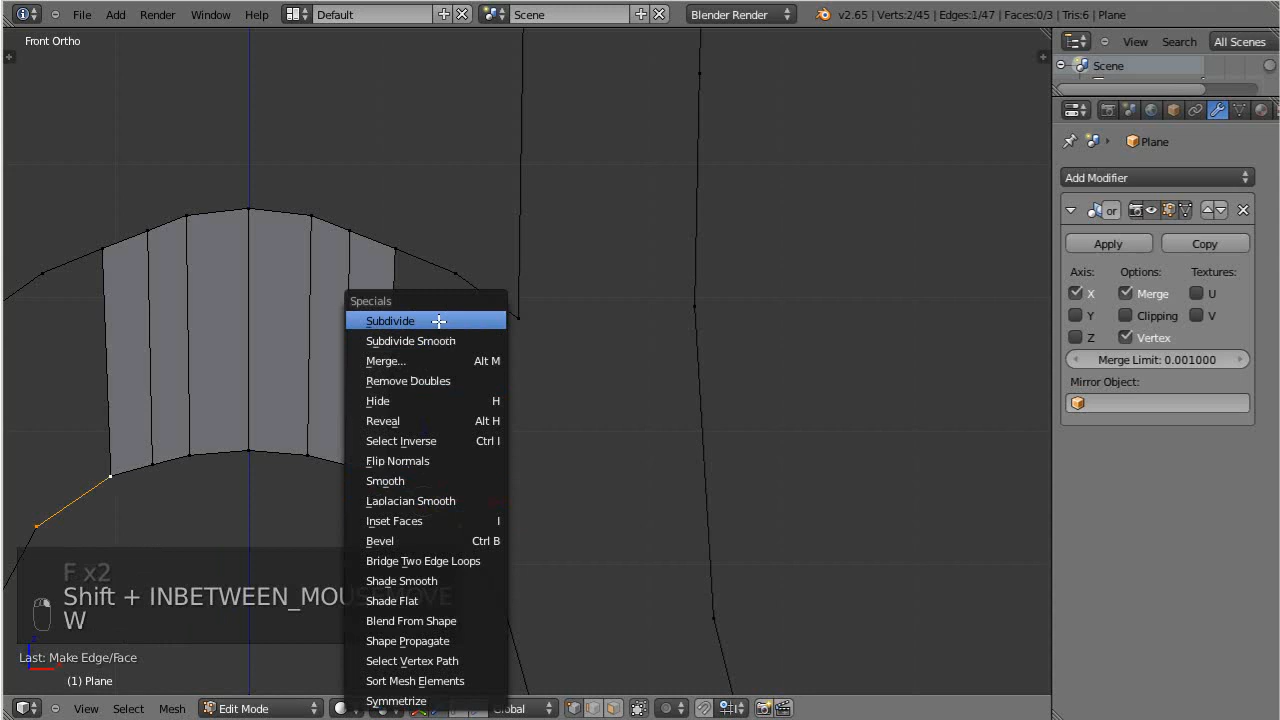 File Add Render Window Help Default Scene Blender Render v2.65 | Verts:2/45 | Edges:1/47 | Faces:0/3 | Tris:6 | Plane
Front Ortho
View Search All Scenes
Scene
Plane
Add Modifier
or
Apply Copy
Axis: Options: Textures:
X Merge U
Y Clipping V
Z Vertex
Merge Limit: 0.001000
Mirror Object:
Specials
Subdivide
Subdivide Smooth
Merge... Alt M
Remove Doubles
Hide H
Reveal Alt H
Select Inverse Ctrl I
Flip Normals
Smooth
Laplacian Smooth
Inset Faces I
Bevel Ctrl B
Bridge Two Edge Loops
Shade Smooth
Shade Flat
Blend From Shape
Shape Propagate
Select Vertex Path
Sort Mesh Elements
Symmetrize
F x2
Shift + INBETWEEN_MOUSEMOVE
W
Last: Make Edge/Face
(1) Plane
View Select Mesh Edit Mode Global